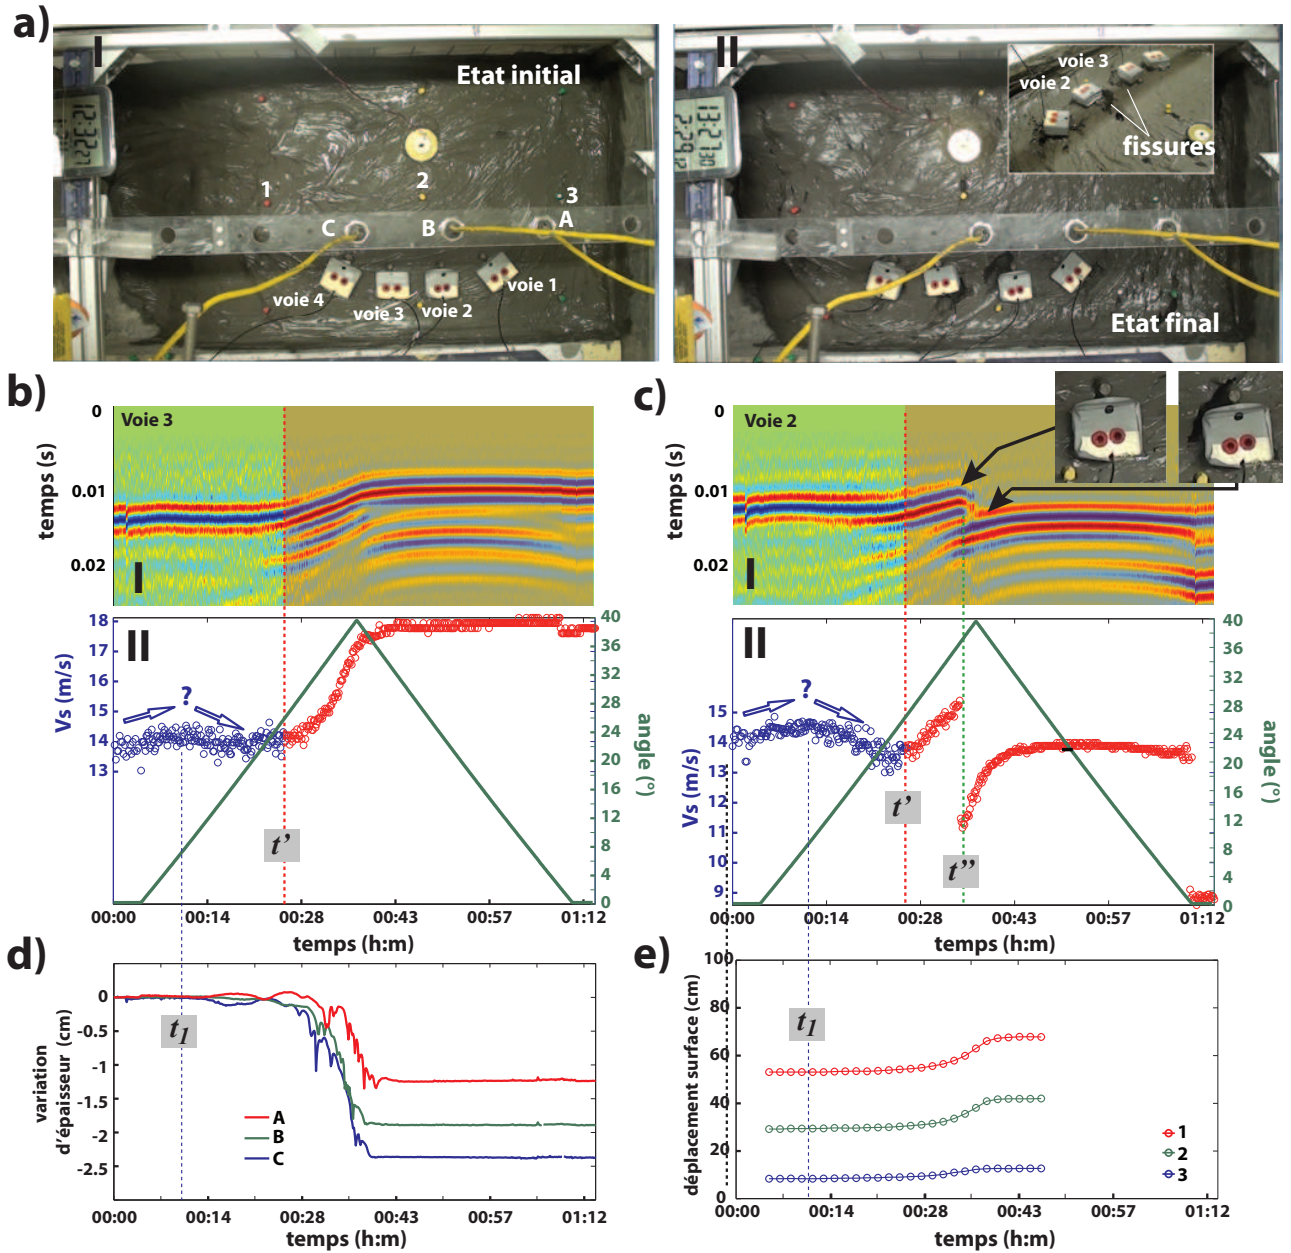 a)
I
Etat initial
12:32
1
2
3
C
B
A
voie 4
voie 3
voie 2
voie 1
II
voie 3
voie 2
fissures
Etat final
b)
Voie 3
temps (s)
0
0.01
0.02
I
II
Vs (m/s)
18
17
16
15
14
13
?
t'
angle (°)
40
36
32
28
24
20
16
12
8
4
0
00:00
00:14
00:28
00:43
00:57
01:12
temps (h:m)
c)
Voie 2
temps (s)
0
0.01
0.02
I
II
Vs (m/s)
15
14
13
12
11
10
9
?
t'
t''
angle (°)
40
36
32
28
24
20
16
12
8
4
0
00:00
00:14
00:28
00:43
00:57
01:12
temps (h:m)
d)
variation
d'épaisseur (cm)
0
-0.5
-1
-1.5
-2
-2.5
t1
A
B
C
00:00
00:14
00:28
00:43
00:57
01:12
temps (h:m)
e)
déplacement surface (cm)
100
80
60
40
20
0
t1
1
2
3
00:00
00:14
00:28
00:43
00:57
01:12
temps (h:m)